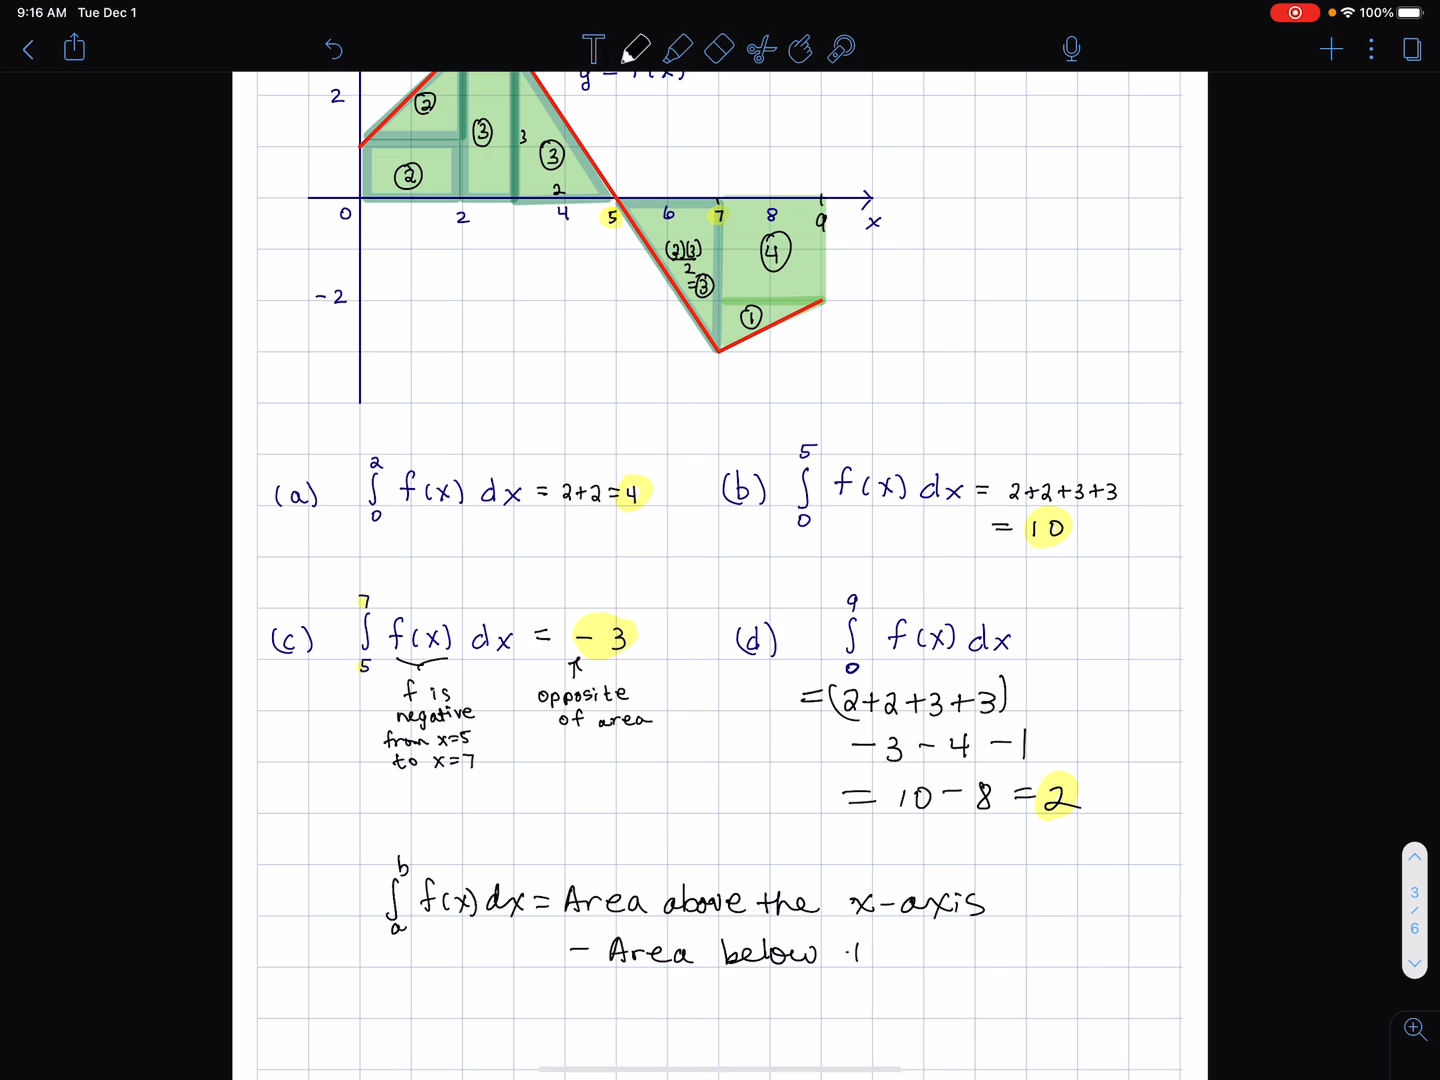 9:16 AM Tue Dec 1
100%
T
y = f(x)
2
②
③
3
③
②
2
0
2
4
5
6
7
8
9
x
(2)(3)
2
=③
④
-2
①
(a) ∫₀² f(x) dx = 2+2=4
(b) ∫₀⁵ f(x) dx = 2+2+3+3
= 10
(c) ∫₅⁷ f(x) dx = - 3
f is
negative
from x=5
to x=7
opposite
of area
(d) ∫₀⁹ f(x) dx
=(2+2+3+3)
-3 -4 -1
= 10-8 =2
∫ₐᵇ f(x)dx = Area above the x-axis
- Area below
3
/
6